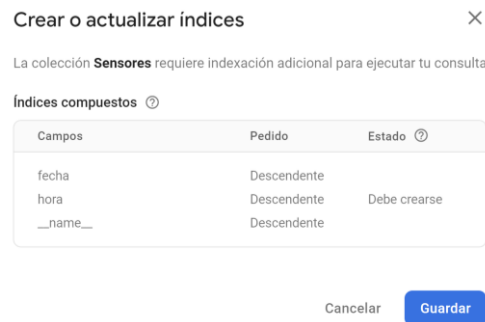 Crear o actualizar índices
La colección Sensores requiere indexación adicional para ejecutar tu consulta
Índices compuestos
Campos Pedido Estado
fecha Descendente
hora Descendente Debe crearse
__name__ Descendente
Cancelar Guardar